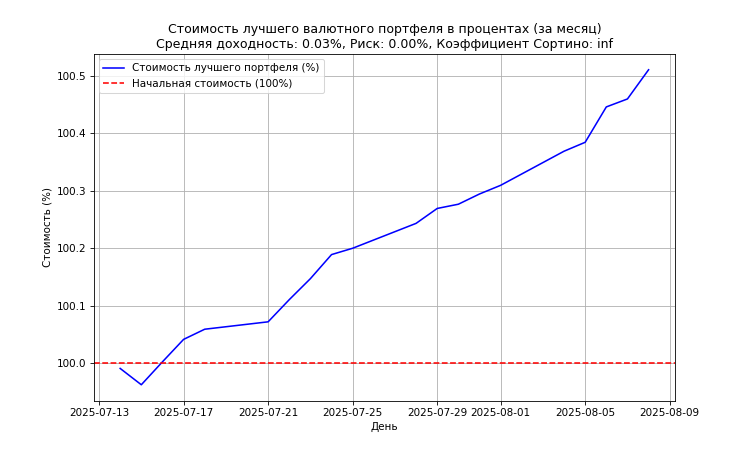 Стоимость лучшего валютного портфеля в процентах (за месяц)
Средняя доходность: 0.03%, Риск: 0.00%, Коэффициент Сортино: inf
Стоимость лучшего портфеля (%)
Начальная стоимость (100%)
Стоимость (%)
100.5
100.4
100.3
100.2
100.1
100.0
2025-07-13 2025-07-17 2025-07-21 2025-07-25 2025-07-29 2025-08-01 2025-08-05 2025-08-09
День